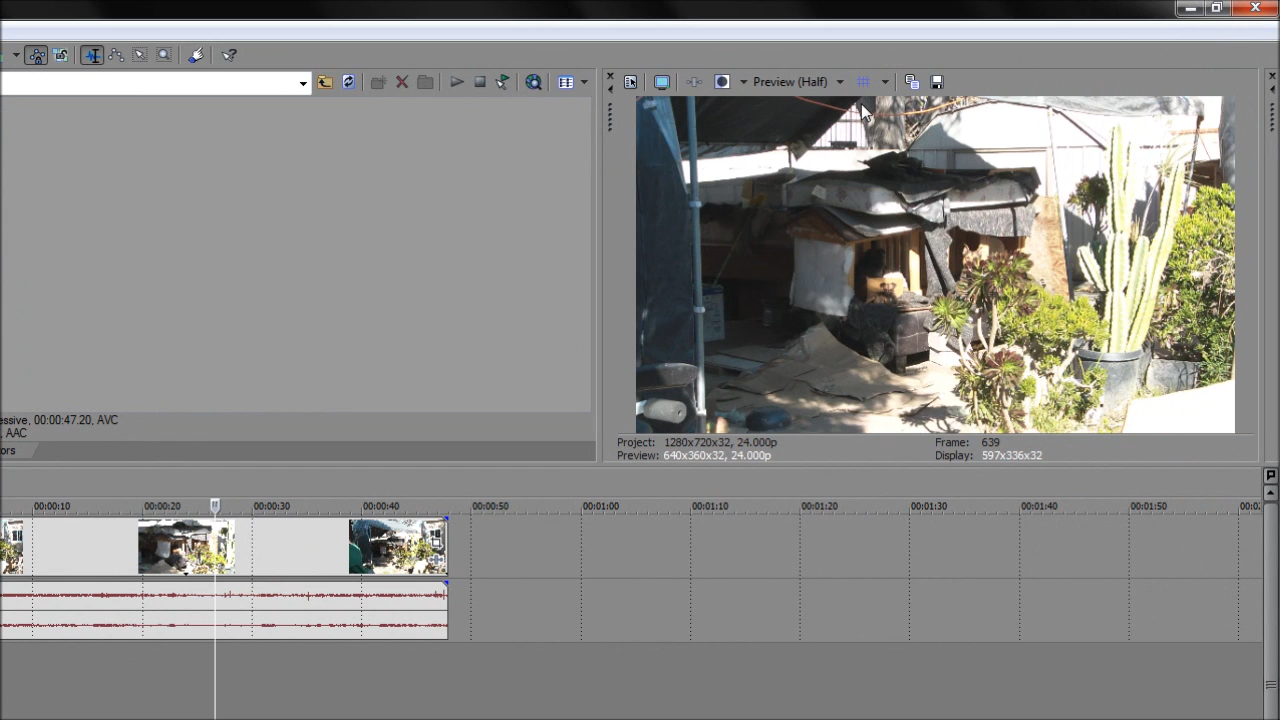 Preview (Half)
essive, 00:00:47.20, AVC
, AAC
ors
Project: 1280x720x32, 24.000p
Frame: 639
Preview: 640x360x32, 24.000p
Display: 597x336x32
00:00:10 00:00:20 00:00:30 00:00:40 00:00:50 00:01:00 00:01:10 00:01:20 00:01:30 00:01:40 00:01:50 00:0